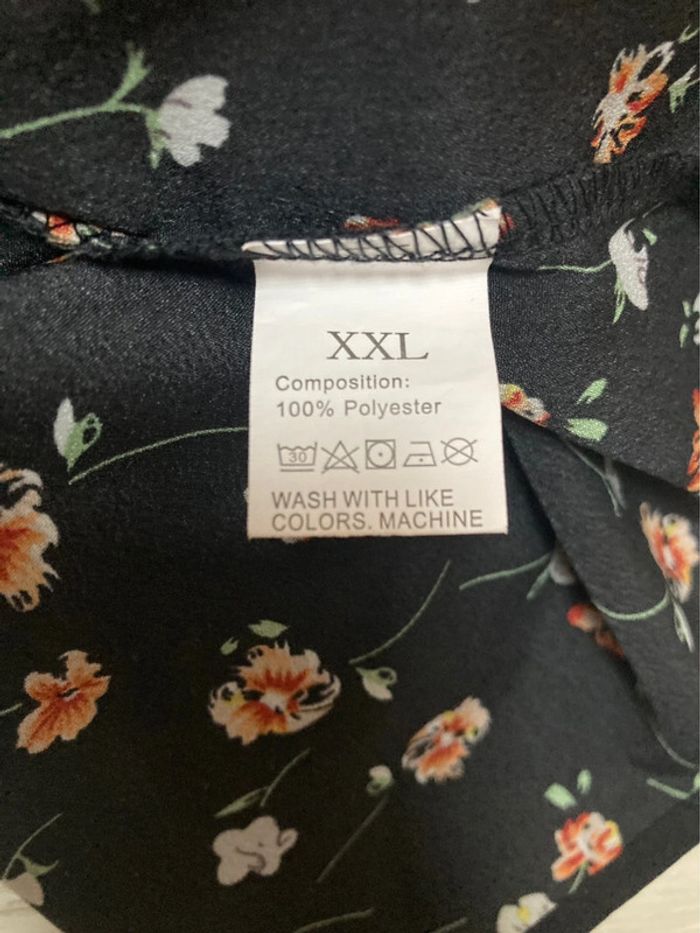 XXL
Composition:
100% Polyester
30
WASH WITH LIKE
COLORS. MACHINE